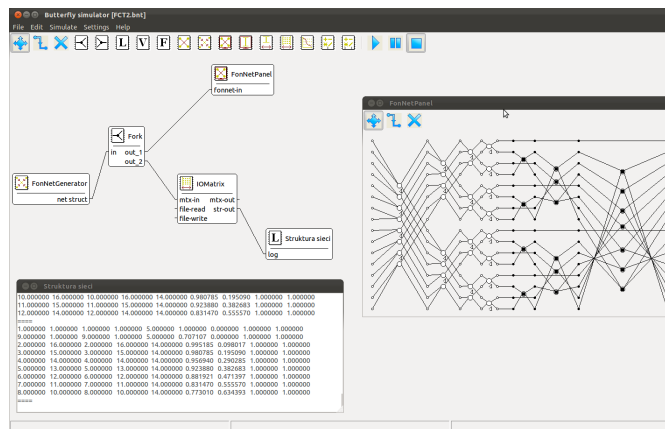 Butterfly simulator [FCT2.bnt]
File Edit Simulate Settings Help
L V F
FonNetPanel
fonnet-in
FonNetPanel
Fork
in out_1
out_2
FonNetGenerator
net struct
IOMatrix
mtx-in mtx-out
file-read str-out
file-write
L Struktura sieci
log
Struktura sieci
10.000000 16.000000 10.000000 16.000000 14.000000 0.980785 0.195090 1.000000 1.000000
11.000000 15.000000 11.000000 15.000000 14.000000 0.923880 0.382683 1.000000 1.000000
12.000000 14.000000 12.000000 14.000000 14.000000 0.831470 0.555570 1.000000 1.000000
====
1.000000 1.000000 1.000000 1.000000 5.000000 1.000000 0.000000 1.000000 1.000000
9.000000 1.000000 9.000000 1.000000 5.000000 0.707107 0.000000 1.000000 1.000000
2.000000 16.000000 2.000000 16.000000 14.000000 0.995185 0.098017 1.000000 1.000000
3.000000 15.000000 3.000000 15.000000 14.000000 0.980785 0.195090 1.000000 1.000000
4.000000 14.000000 4.000000 14.000000 14.000000 0.956940 0.290285 1.000000 1.000000
5.000000 13.000000 5.000000 13.000000 14.000000 0.923880 0.382683 1.000000 1.000000
6.000000 12.000000 6.000000 12.000000 14.000000 0.881921 0.471397 1.000000 1.000000
7.000000 11.000000 7.000000 11.000000 14.000000 0.831470 0.555570 1.000000 1.000000
8.000000 10.000000 8.000000 10.000000 14.000000 0.773010 0.634393 1.000000 1.000000
====